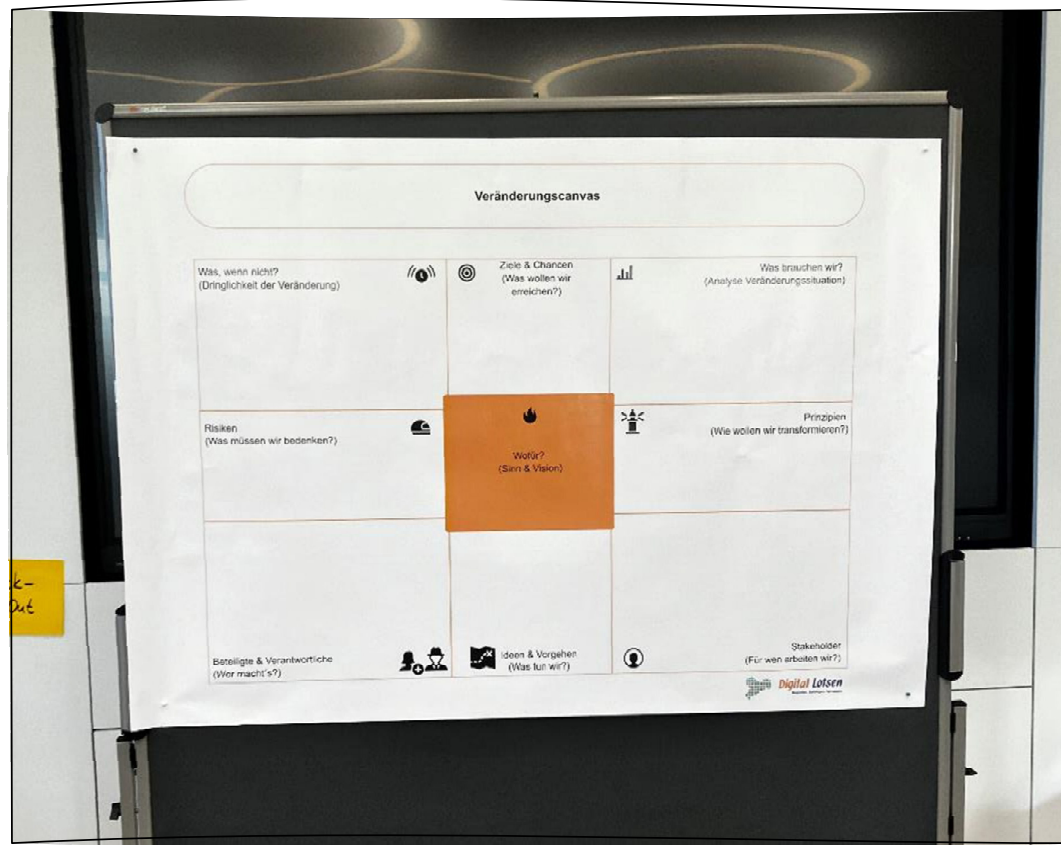 Veränderungscanvas
Was, wenn nicht?
(Dringlichkeit der Veränderung)
Ziele & Chancen
(Was wollen wir
erreichen?)
Was brauchen wir?
(Analyse Veränderungssituation)
Risiken
(Was müssen wir bedenken?)
Wofür?
(Sinn & Vision)
Prinzipien
(Wie wollen wir transformieren?)
Beteiligte & Verantwortliche
(Wer macht's?)
Ideen & Vorgehen
(Was tun wir?)
Stakeholder
(Für wen arbeiten wir?)
Digital Lotsen
k-
Out